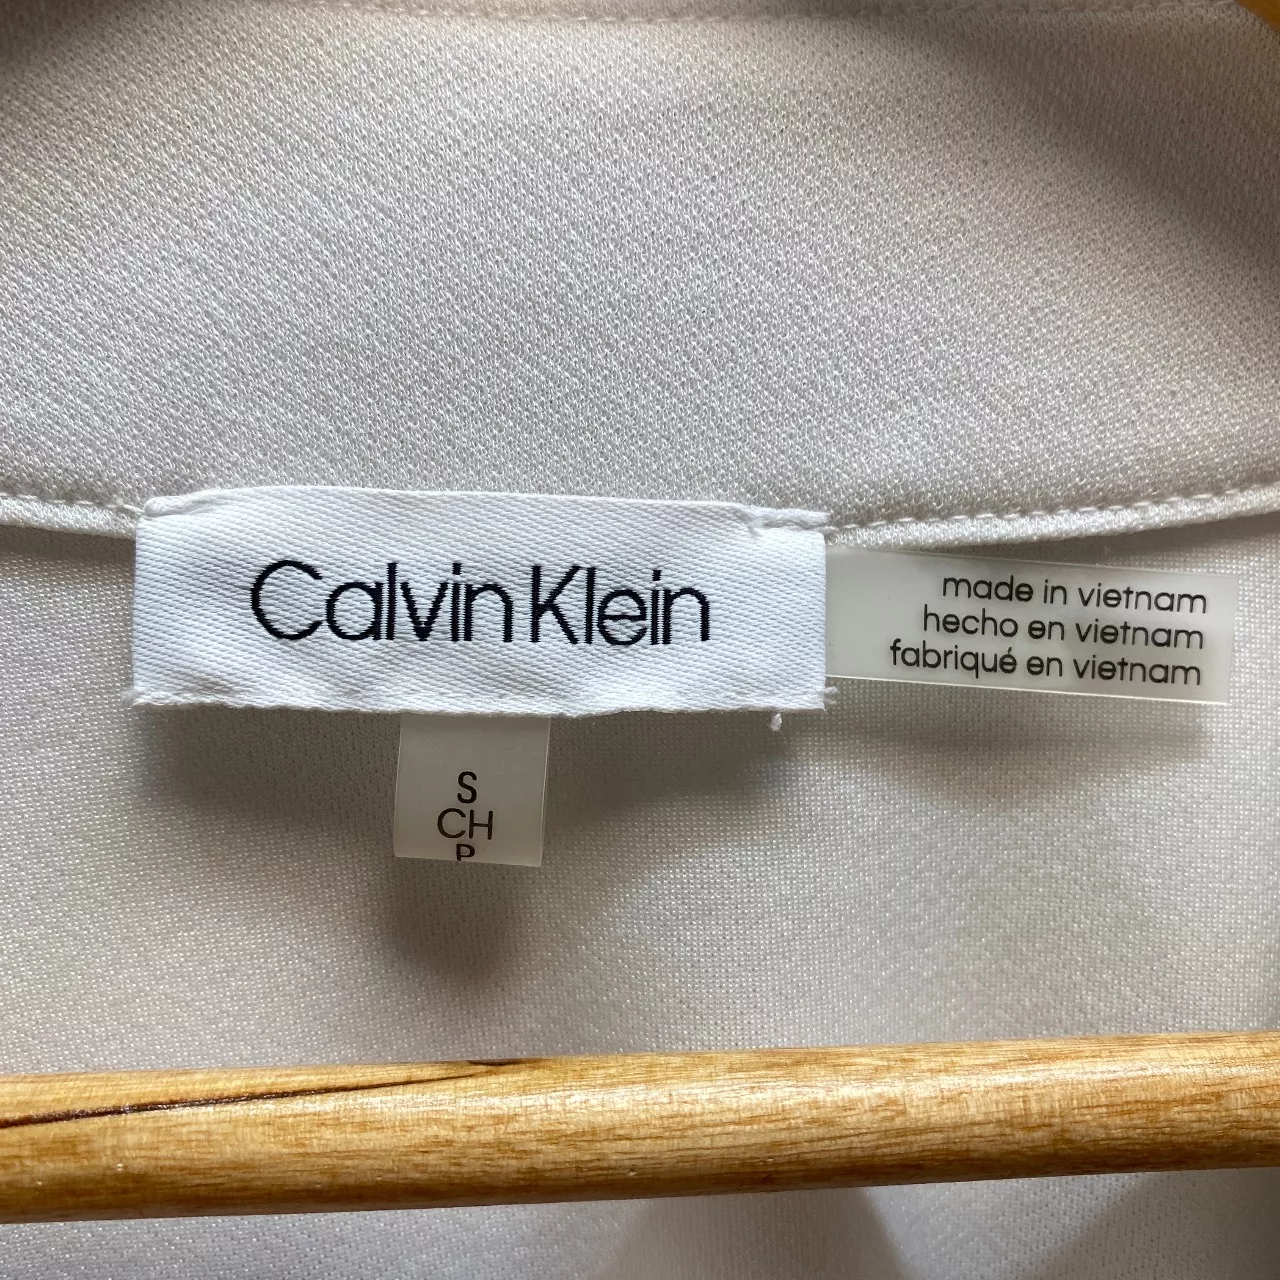 Calvin Klein
made in vietnam
hecho en vietnam
fabriqué en vietnam
S
CH
P